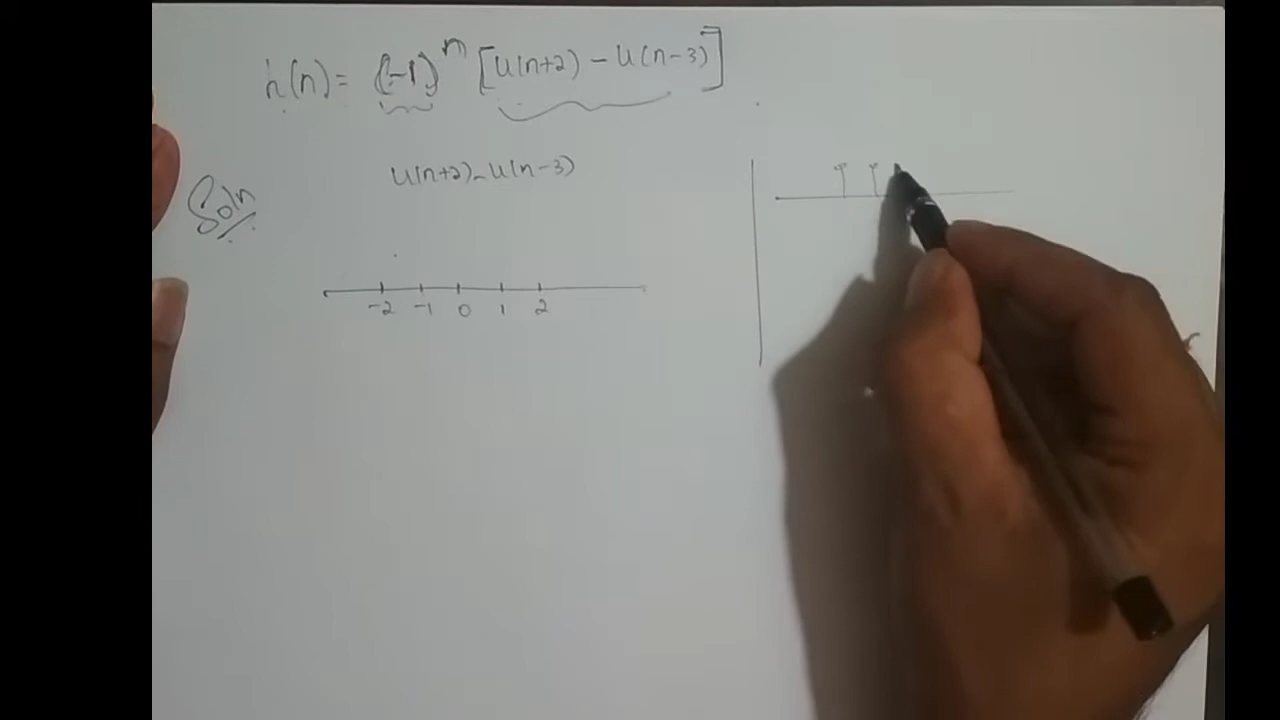 h(n) = (-1)^n [u(n+2) - u(n-3)]
Soln
u(n+2) - u(n-3)
-2 -1 0 1 2